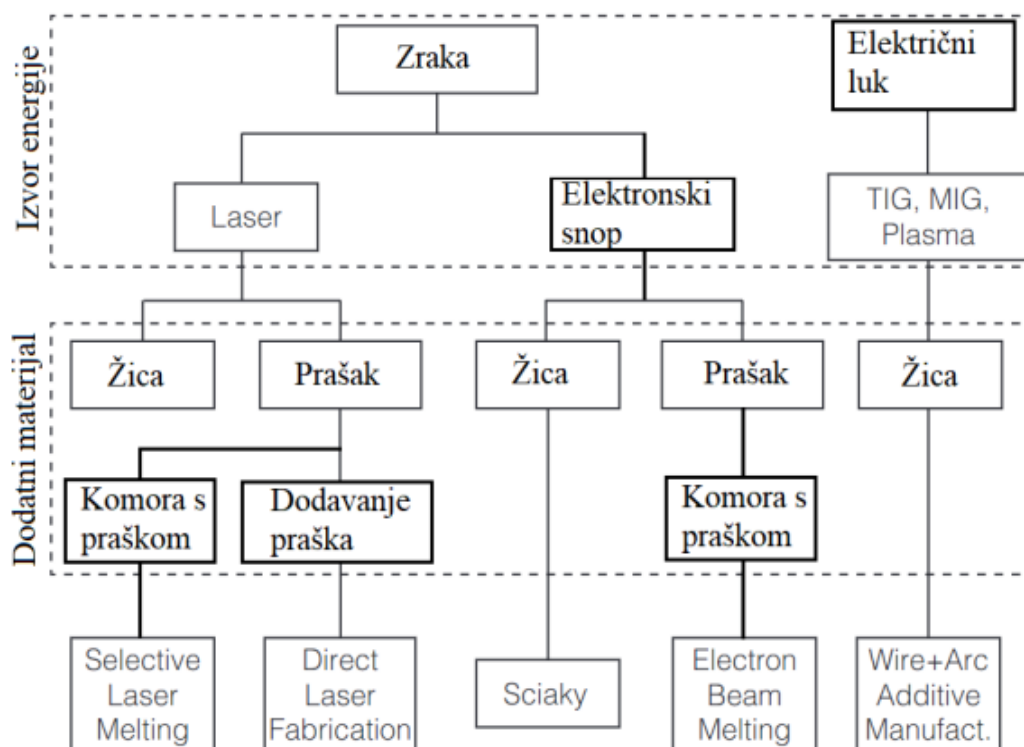 Izvor energije
Zraka
Električni
luk
Laser
Elektronski
snop
TIG, MIG,
Plasma
Dodatni materijal
Žica
Prašak
Žica
Prašak
Žica
Komora s
praškom
Dodavanje
praška
Komora s
praškom
Selective
Laser
Melting
Direct
Laser
Fabrication
Sciaky
Electron
Beam
Melting
Wire+Arc
Additive
Manufact.